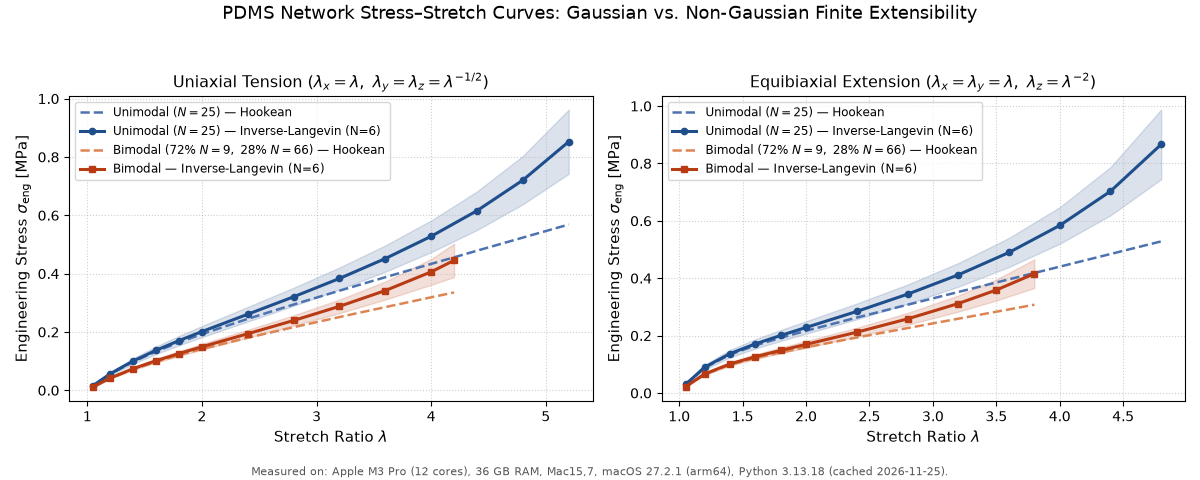 PDMS Network Stress–Stretch Curves: Gaussian vs. Non-Gaussian Finite Extensibility
Uniaxial Tension (λx = λ, λy = λz = λ^−1/2)
Engineering Stress σeng [MPa]
1.0
0.8
0.6
0.4
0.2
0.0
Unimodal (N = 25) — Hookean
Unimodal (N = 25) — Inverse-Langevin (N=6)
Bimodal (72% N = 9, 28% N = 66) — Hookean
Bimodal — Inverse-Langevin (N=6)
1 2 3 4 5
Stretch Ratio λ
Equibiaxial Extension (λx = λy = λ, λz = λ^−2)
Engineering Stress σeng [MPa]
1.0
0.8
0.6
0.4
0.2
0.0
Unimodal (N = 25) — Hookean
Unimodal (N = 25) — Inverse-Langevin (N=6)
Bimodal (72% N = 9, 28% N = 66) — Hookean
Bimodal — Inverse-Langevin (N=6)
1.0 1.5 2.0 2.5 3.0 3.5 4.0 4.5
Stretch Ratio λ
Measured on: Apple M3 Pro (12 cores), 36 GB RAM, Mac15,7, macOS 27.2.1 (arm64), Python 3.13.18 (cached 2026-11-25).